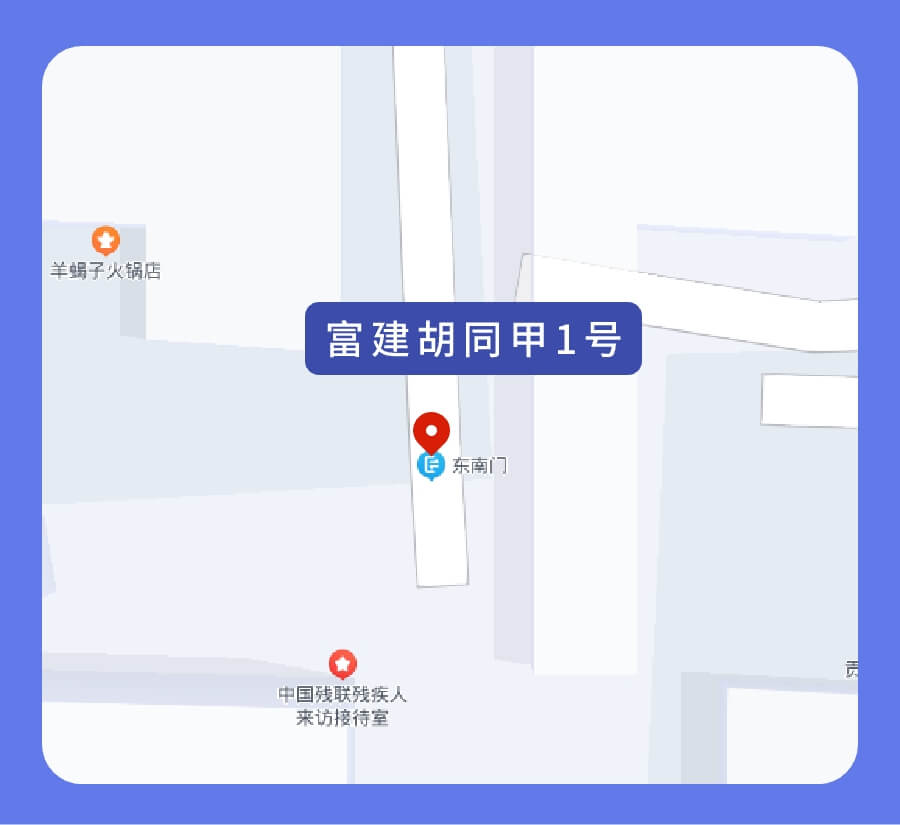 羊蝎子火锅店
富建胡同甲1号
东南门
中国残联残疾人
来访接待室
贡